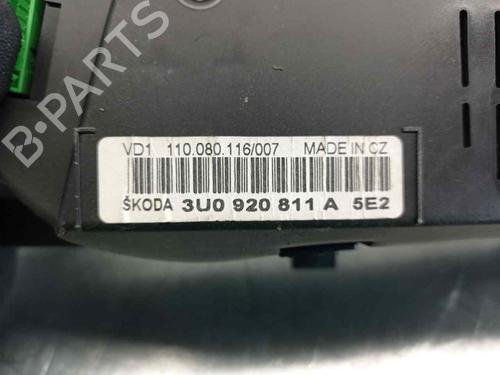 B-PARTS
VD1 110.080.116/007 MADE IN CZ
ŠKODA 3U0 920 811 A 5E2